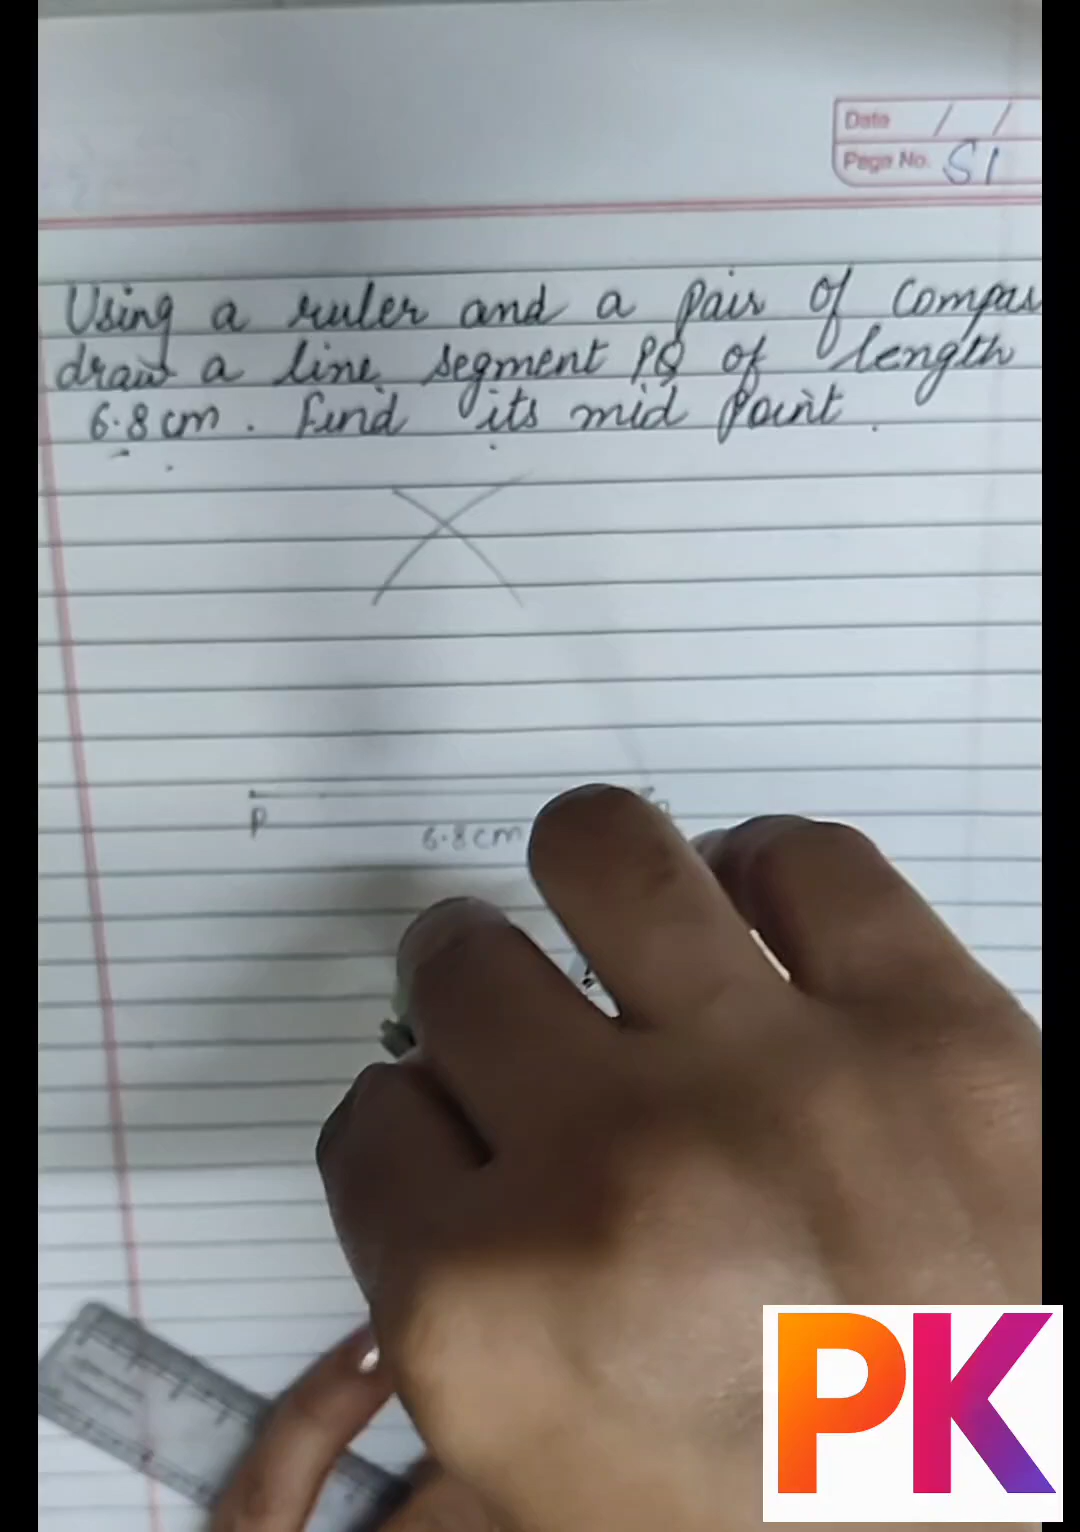 Date / /
Page No. 51
Using a ruler and a pair of compas
draw a line segment PQ of length
6.8 cm. Find its mid point.
P
6.8cm
PK